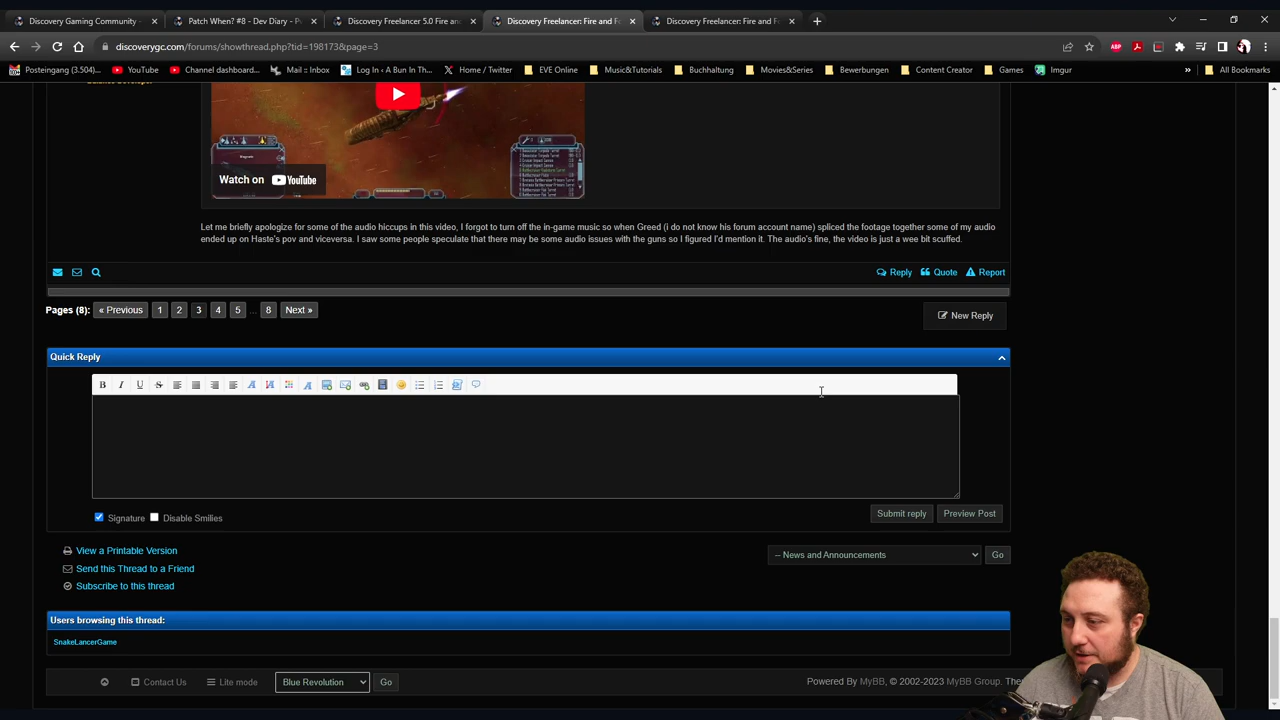 Discovery Gaming Community -
Patch When? #8 - Dev Diary - P
Discovery Freelancer 5.0 Fire and
Discovery Freelancer: Fire and F
Discovery Freelancer: Fire and F
discoverygc.com/forums/showthread.php?tid=198173&page=3
ABP
Posteingang (3.504)...
YouTube
Channel dashboard...
Mail :: Inbox
Log In ‹ A Bun In Th...
Home / Twitter
EVE Online
Music&Tutorials
Buchhaltung
Movies&Series
Bewerbungen
Content Creator
Games
Imgur
»
All Bookmarks
Watch on YouTube
Let me briefly apologize for some of the audio hiccups in this video, I forgot to turn off the in-game music so when Greed (i do not know his forum account name) spliced the footage together some of my audio
ended up on Haste's pov and viceversa. I saw some people speculate that there may be some audio issues with the guns so I figured I'd mention it. The audio's fine, the video is just a wee bit scuffed.
Reply Quote Report
Pages (8): « Previous 1 2 3 4 5 ... 8 Next »
New Reply
Quick Reply
Signature Disable Smilies
Submit reply Preview Post
View a Printable Version
-- News and Announcements Go
Send this Thread to a Friend
Subscribe to this thread
Users browsing this thread:
SnakeLancerGame
Contact Us Lite mode Blue Revolution Go
Powered By MyBB, © 2002-2023 MyBB Group.